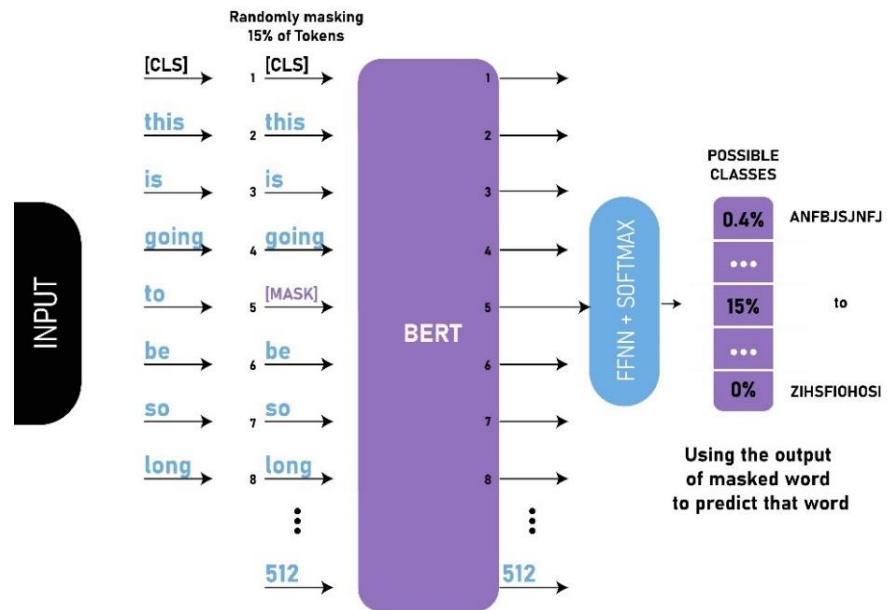 Randomly masking
15% of Tokens
INPUT
[CLS] 1 [CLS] 1
this 2 this 2
is 3 is 3
going 4 going 4
to 5 [MASK] 5
be 6 be 6
so 7 so 7
long 8 long 8
512 512
BERT
FFNN + SOFTMAX
POSSIBLE
CLASSES
0.4% ANFBJSJNFJ
...
15% to
...
0% ZIHSFIOHOSI
Using the output
of masked word
to predict that word